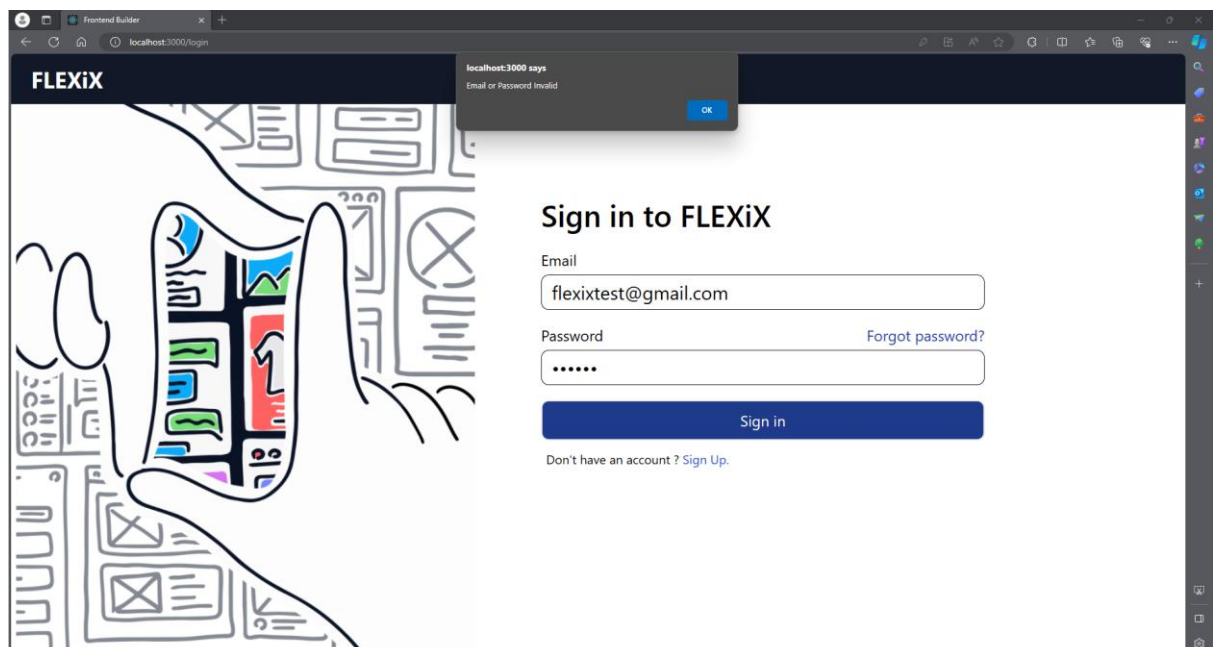 Frontend Builder
localhost:3000/login
FLEXiX
localhost:3000 says
Email or Password Invalid
OK
Sign in to FLEXiX
Email
flexixtest@gmail.com
Password
Forgot password?
••••••
Sign in
Don't have an account ? Sign Up.